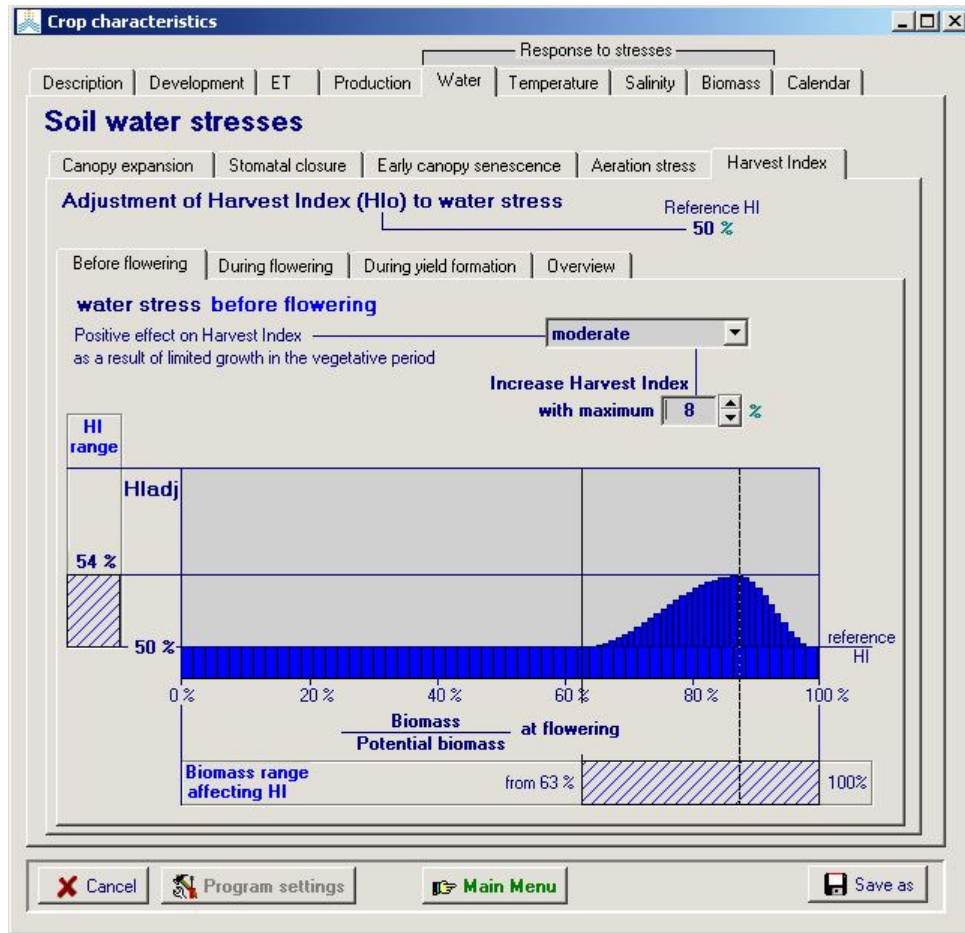 Crop characteristics
Response to stresses
Description Development ET Production Water Temperature Salinity Biomass Calendar
Soil water stresses
Canopy expansion Stomatal closure Early canopy senescence Aeration stress Harvest Index
Adjustment of Harvest Index (HIo) to water stress
Reference HI
50 %
Before flowering During flowering During yield formation Overview
water stress before flowering
Positive effect on Harvest Index
as a result of limited growth in the vegetative period
moderate
Increase Harvest Index
with maximum 8 %
HI
range
HIadj
54 %
50 %
reference
HI
0 % 20 % 40 % 60 % 80 % 100 %
Biomass
Potential biomass
at flowering
Biomass range
affecting HI
from 63 %
100%
Cancel Program settings Main Menu Save as